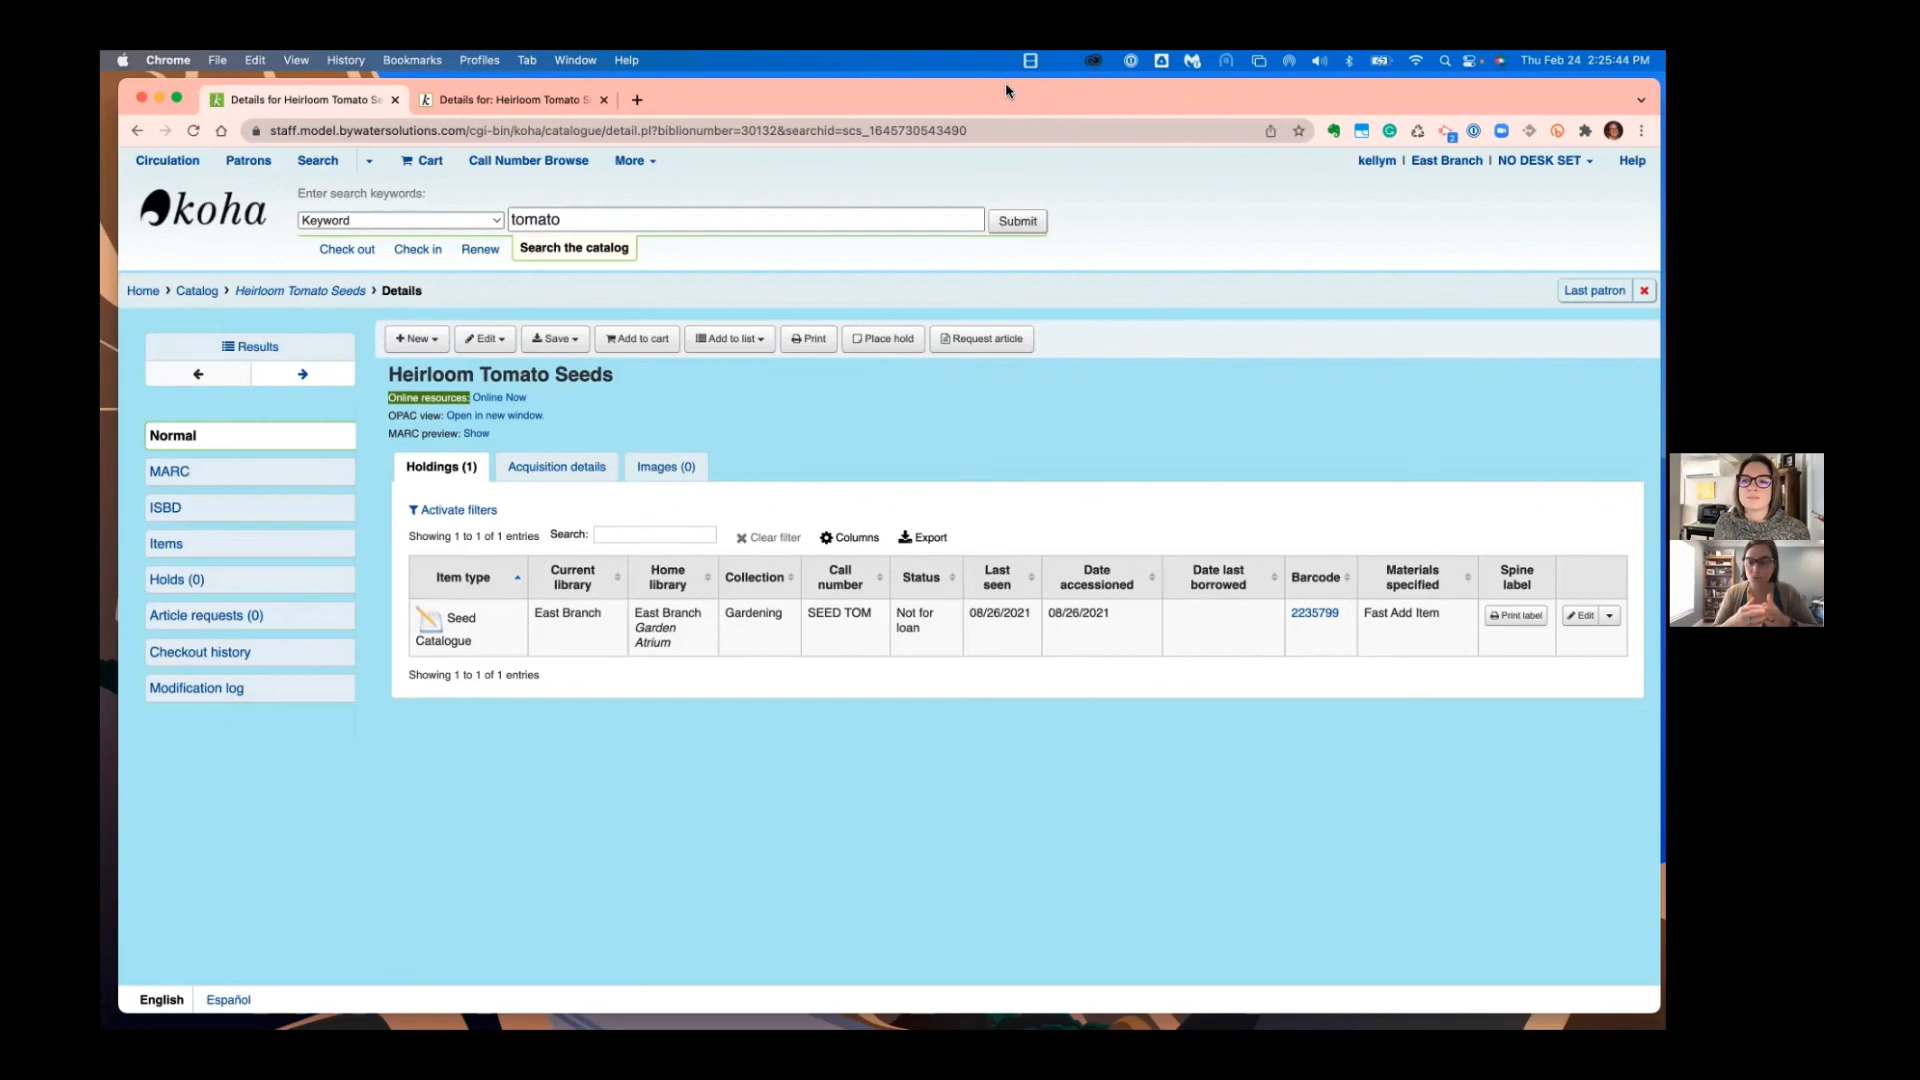 Chrome File Edit View History Bookmarks Profiles Tab Window Help Thu Feb 24 2:25:44 PM
Details for Heirloom Tomato Se Details for: Heirloom Tomato S
staff.model.bywatersolutions.com/cgi-bin/koha/catalogue/detail.pl?biblionumber=30132&searchid=scs_1645730543490
Circulation Patrons Search Cart Call Number Browse More kellym | East Branch | NO DESK SET Help
koha
Enter search keywords:
Keyword tomato Submit
Check out Check in Renew Search the catalog
Home › Catalog › Heirloom Tomato Seeds › Details Last patron
Results
+ New Edit Save Add to cart Add to list Print Place hold Request article
Heirloom Tomato Seeds
Online resources: Online Now
OPAC view: Open in new window.
MARC preview: Show
Normal
MARC
ISBD
Items
Holds (0)
Article requests (0)
Checkout history
Modification log
Holdings (1) Acquisition details Images (0)
Activate filters
Showing 1 to 1 of 1 entries Search: Clear filter Columns Export
Item type Current library Home library Collection Call number Status Last seen Date accessioned Date last borrowed Barcode Materials specified Spine label
Seed Catalogue East Branch East Branch Garden Atrium Gardening SEED TOM Not for loan 08/26/2021 08/26/2021 2235799 Fast Add Item Print label Edit
Showing 1 to 1 of 1 entries
English Español